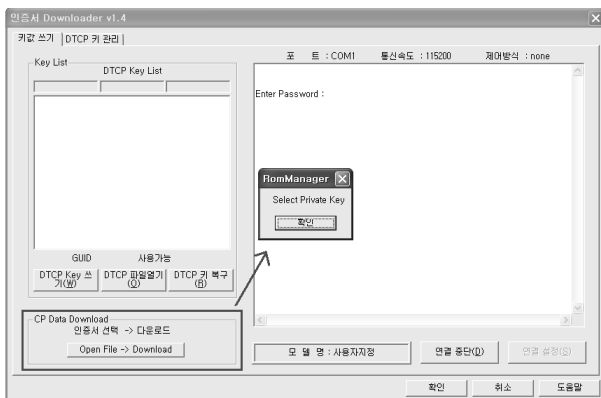 인증서 Downloader v1.4
키값 쓰기
DTCP 키 관리
Key List
DTCP Key List
GUID 사용가능
DTCP Key 쓰기(W)
DTCP 파일열기(O)
DTCP 키 복구(R)
CP Data Download
인증서 선택 -> 다운로드
Open File -> Download
포 트 : COM1 통신속도 : 115200 제어방식 : none
Enter Password :
RomManager
Select Private Key
확인
모 델 명 : 사용자지정
연결 중단(D)
연결 설정(S)
확인
취소
도움말